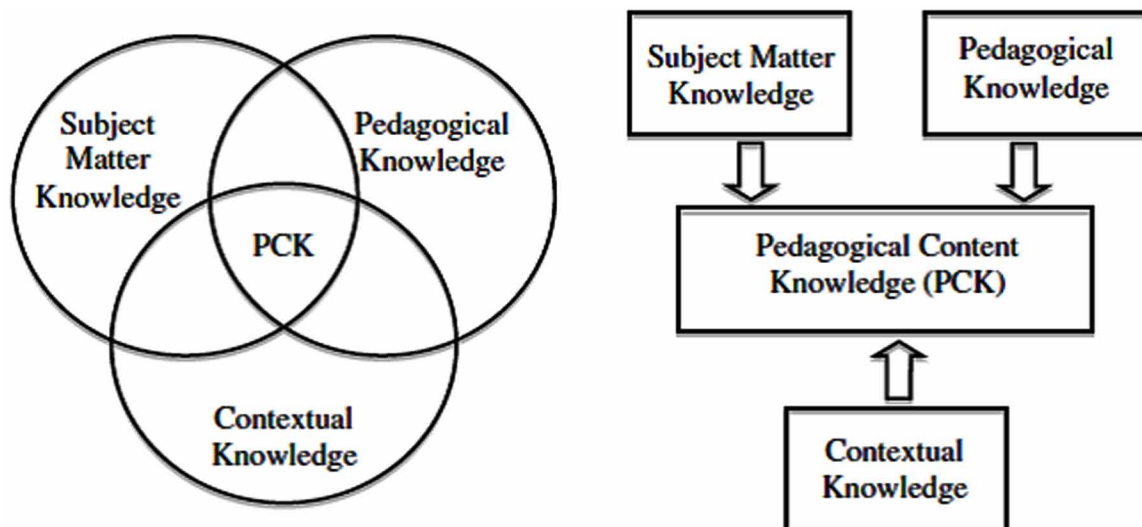 Subject
Matter
Knowledge
Pedagogical
Knowledge
PCK
Contextual
Knowledge
Subject Matter
Knowledge
Pedagogical
Knowledge
Pedagogical Content
Knowledge (PCK)
Contextual
Knowledge